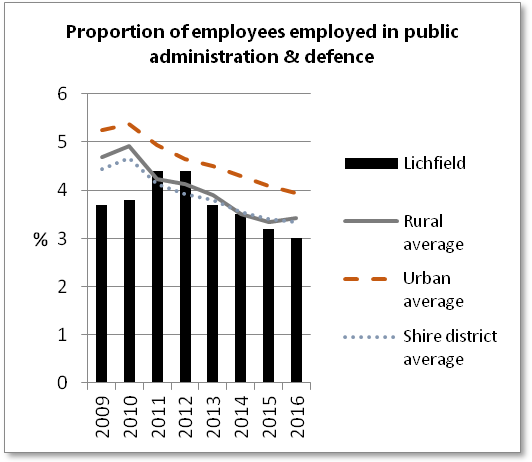 Proportion of employees employed in public
administration & defence
6
5
4
3
2
1
0
%
2009
2010
2011
2012
2013
2014
2015
2016
Lichfield
Rural
average
Urban
average
Shire district
average